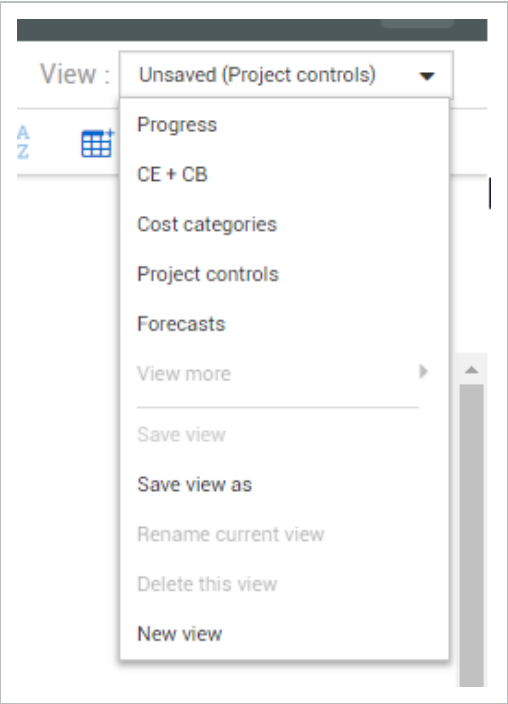 View : Unsaved (Project controls)
A
Z
Progress
CE + CB
Cost categories
Project controls
Forecasts
View more
Save view
Save view as
Rename current view
Delete this view
New view